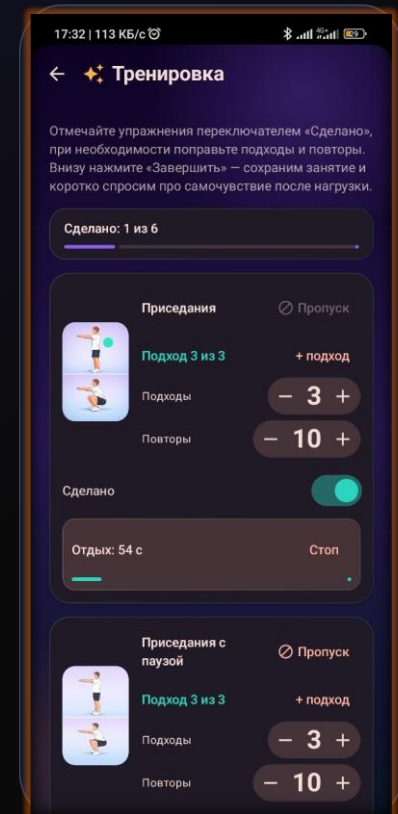 17:32 | 113 КБ/с
4G+
29
Тренировка
Отмечайте упражнения переключателем «Сделано»,
при необходимости поправьте подходы и повторы.
Внизу нажмите «Завершить» — сохраним занятие и
коротко спросим про самочувствие после нагрузки.
Сделано: 1 из 6
Приседания
Пропуск
Подход 3 из 3
+ подход
Подходы
− 3 +
Повторы
− 10 +
Сделано
Отдых: 54 с
Стоп
Приседания с
паузой
Пропуск
Подход 3 из 3
+ подход
Подходы
− 3 +
Повторы
− 10 +